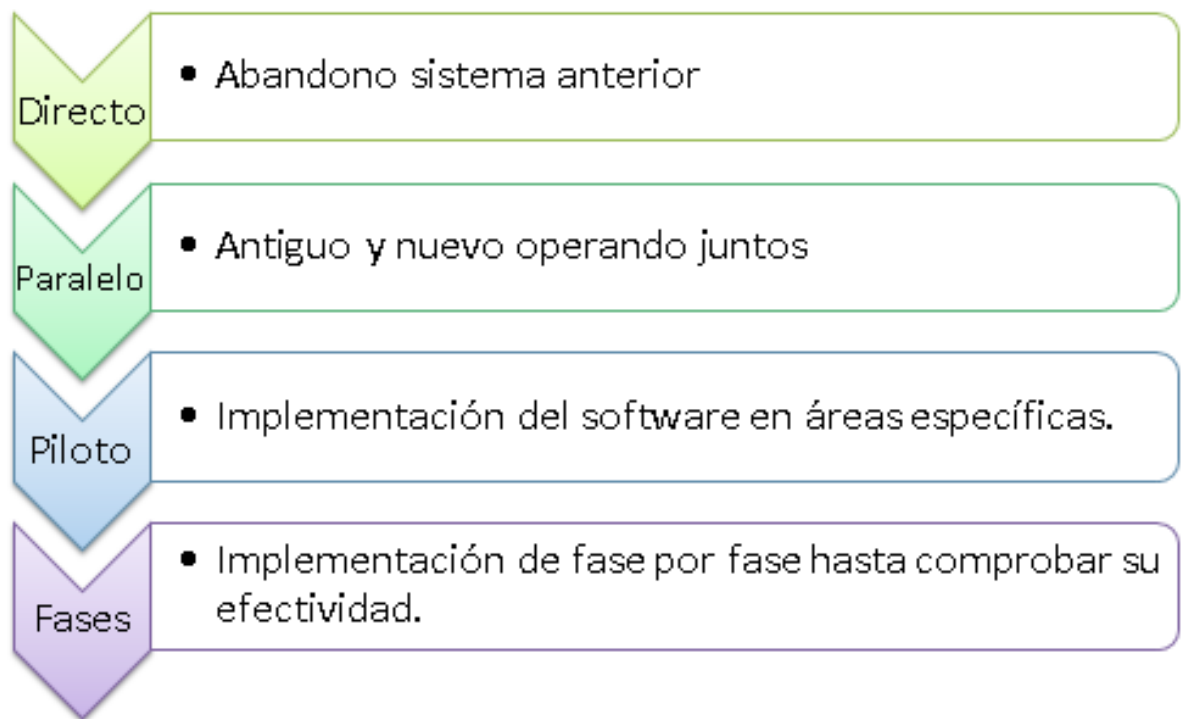 Directo
• Abandono sistema anterior
Paralelo
• Antiguo y nuevo operando juntos
Piloto
• Implementación del software en áreas específicas.
Fases
• Implementación de fase por fase hasta comprobar su
efectividad.